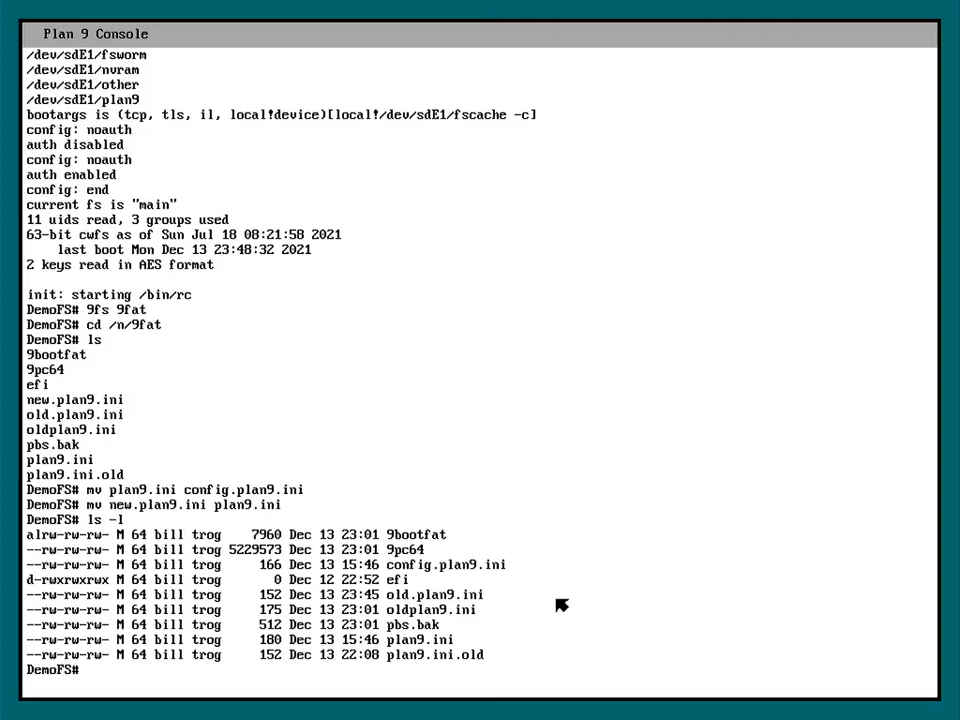 Plan 9 Console
/dev/sdE1/fsworm
/dev/sdE1/nvram
/dev/sdE1/other
/dev/sdE1/plan9
bootargs is (tcp, tls, il, local!device)[local!/dev/sdE1/fscache -c]
config: noauth
auth disabled
config: noauth
auth enabled
config: end
current fs is "main"
11 uids read, 3 groups used
63-bit cwfs as of Sun Jul 18 08:21:58 2021
    last boot Mon Dec 13 23:48:32 2021
2 keys read in AES format

init: starting /bin/rc
DemoFS# 9fs 9fat
DemoFS# cd /n/9fat
DemoFS# ls
9bootfat
9pc64
efi
new.plan9.ini
old.plan9.ini
oldplan9.ini
pbs.bak
plan9.ini
plan9.ini.old
DemoFS# mv plan9.ini config.plan9.ini
DemoFS# mv new.plan9.ini plan9.ini
DemoFS# ls -l
alrw-rw-rw- M 64 bill trog    7960 Dec 13 23:01 9bootfat
--rw-rw-rw- M 64 bill trog 5229573 Dec 13 23:01 9pc64
--rw-rw-rw- M 64 bill trog     166 Dec 13 15:46 config.plan9.ini
d-rwxrwxrwx M 64 bill trog       0 Dec 12 22:52 efi
--rw-rw-rw- M 64 bill trog     152 Dec 13 23:45 old.plan9.ini
--rw-rw-rw- M 64 bill trog     175 Dec 13 23:01 oldplan9.ini
--rw-rw-rw- M 64 bill trog     512 Dec 13 23:01 pbs.bak
--rw-rw-rw- M 64 bill trog     180 Dec 13 15:46 plan9.ini
--rw-rw-rw- M 64 bill trog     152 Dec 13 22:08 plan9.ini.old
DemoFS#